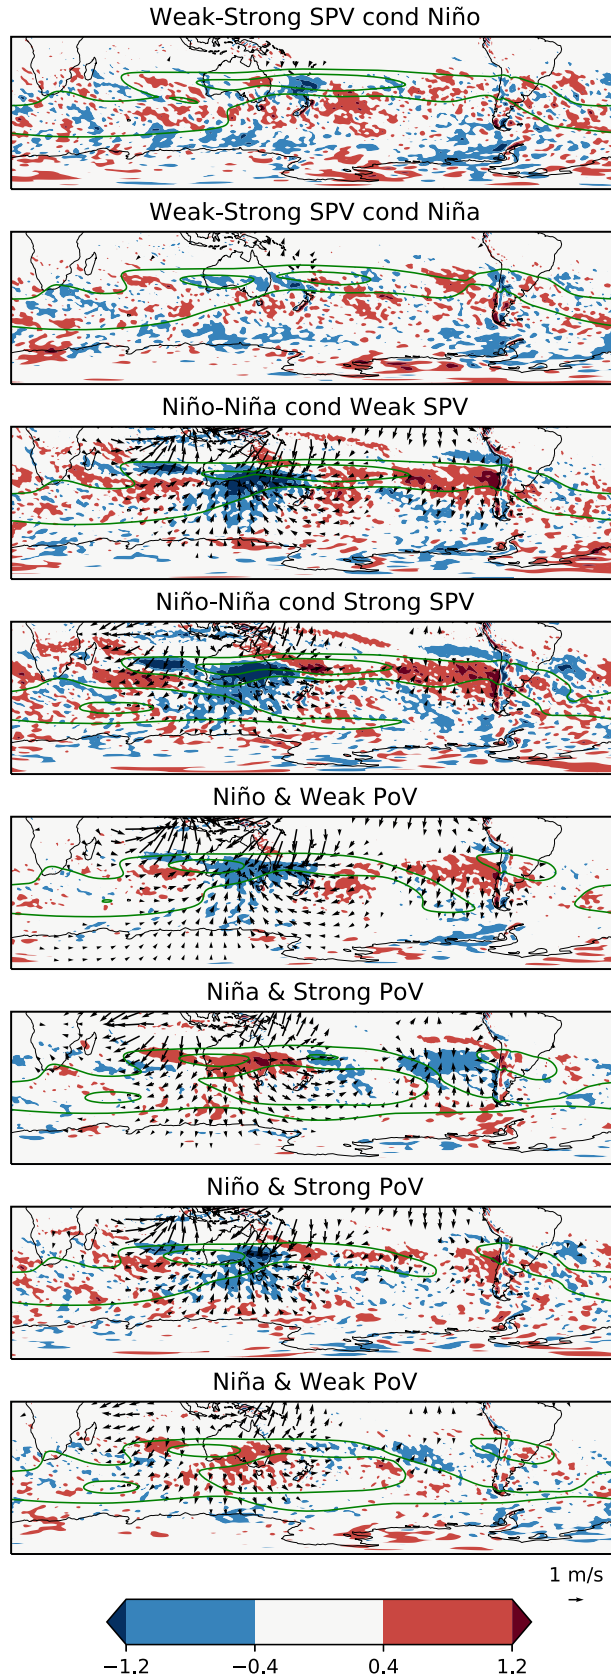 Weak-Strong SPV cond Niño
Weak-Strong SPV cond Niña
Niño-Niña cond Weak SPV
Niño-Niña cond Strong SPV
Niño & Weak PoV
Niña & Strong PoV
Niño & Strong PoV
Niña & Weak PoV
1 m/s
−1.2 −0.4 0.4 1.2